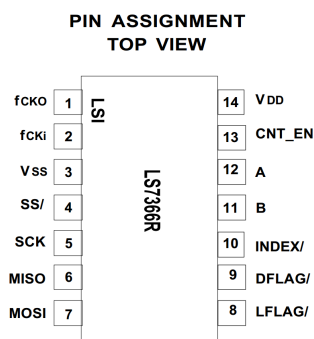 PIN ASSIGNMENT
TOP VIEW
fCKO 1 LSI 14 VDD
fCKi 2 13 CNT_EN
VSS 3 12 A
LS7366R
SS/ 4 11 B
SCK 5 10 INDEX/
MISO 6 9 DFLAG/
MOSI 7 8 LFLAG/